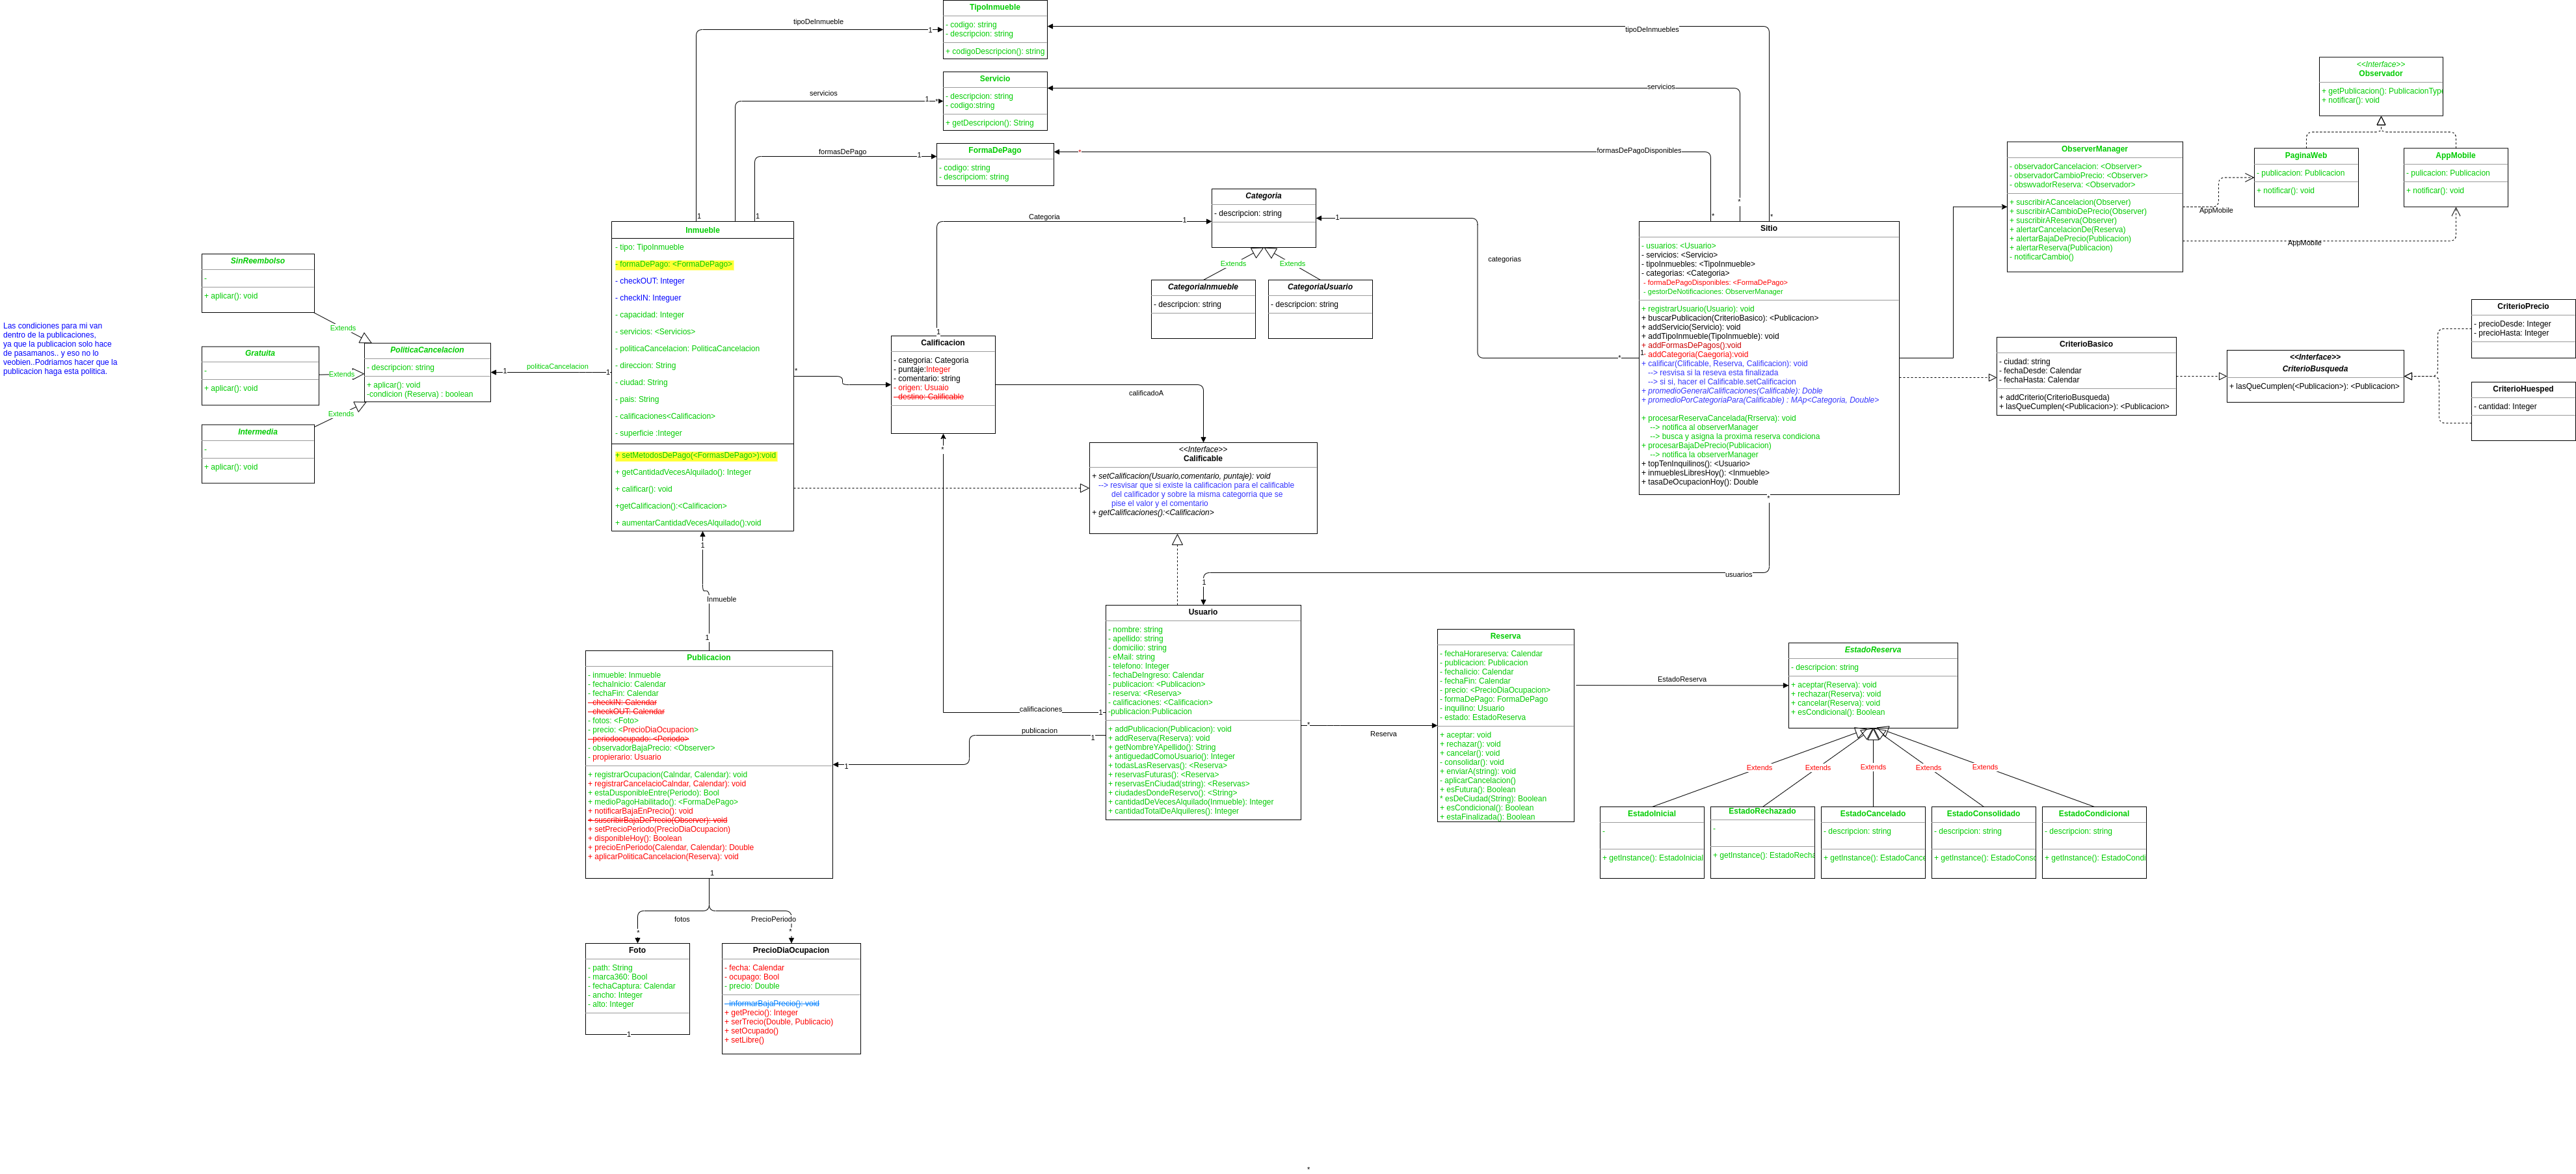 TipoInmueble
- codigo: string
- descripcion: string
+ codigoDescripcion(): string
tipoDeInmueble
1
1
tipoDeInmuebles
*
Servicio
- descripcion: string
- codigo:string
+ getDescripcion(): String
servicios
1
*
servicios
*
FormaDePago
- codigo: string
- descripciom: string
formasDePago
1
1
*
formasDePagoDisponibles
*
<<Interface>>
Observador
+ getPublicacion(): PublicacionType
+ notificar(): void
ObserverManager
- observadorCancelacion: <Observer>
- observadorCambioPrecio: <Observer>
- obswvadorReserva: <Observador>
+ suscribirACancelacion(Observer)
+ suscribirACambioDePrecio(Observer)
+ suscribirAReserva(Observer)
+ alertarCancelacionDe(Reserva)
+ alertarBajaDePrecio(Publicacion)
+ alertarReserva(Publicacion)
- notificarCambio()
PaginaWeb
- publicacion: Publicacion
+ notificar(): void
AppMobile
- pulicacion: Publicacion
+ notificar(): void
AppMobile
AppMobile
Categoria
- descripcion: string
Categoria
1
1
1
categorias
*
1
Extends
Extends
CategoriaInmueble
- descripcion: string
CategoriaUsuario
- descripcion: string
Inmueble
- tipo: TipoInmueble
- formaDePago: <FormaDePago>
- checkOUT: Integer
- checkIN: Integuer
- capacidad: Integer
- servicios: <Servicios>
- politicaCancelacion: PoliticaCancelacion
- direccion: String
- ciudad: String
- pais: String
- calificaciones<Calificacion>
- superficie :Integer
+ setMetodosDePago(<FormasDePago>):void
+ getCantidadVecesAlquilado(): Integer
+ calificar(): void
+getCalificacion():<Calificacion>
+ aumentarCantidadVecesAlquilado():void
Sitio
- usuarios: <Usuario>
- servicios: <Servicio>
- tipoInmuebles: <TipoInmueble>
- categorias: <Categoria>
- formaDePagoDisponibles: <FormaDePago>
- gestorDeNotificaciones: ObserverManager
+ registrarUsuario(Usuario): void
+ buscarPublicacion(CriterioBasico): <Publicacion>
+ addServicio(Servicio): void
+ addTipoInmueble(TipoInmueble): void
+ addFormasDePagos():void
- addCategoria(Caegoria):void
+ calificar(Clificable, Reserva, Calificacion): void)
--> resvisa si la reseva esta finalizada
--> si si, hacer el Calificable.setCalificacion
+ promedioGeneralCalificaciones(Calificable): Doble
+ promedioPorCategoriaPara(Calificable) : MAp<Categoria, Double>
+ procesarReservaCancelada(Rrserva): void
--> notifica al observerManager
--> busca y asigna la proxima reserva condiciona
+ procesarBajaDePrecio(Publicacion)
--> notifica la observerManager
+ topTenInquilinos(): <Usuario>
+ inmueblesLibresHoy(): <Inmueble>
+ tasaDeOcupacionHoy(): Double
SinReembolso
-
+ aplicar(): void
Gratuita
-
+ aplicar(): void
Intermedia
-
+ aplicar(): void
Extends
Extends
Extends
Las condiciones para mi van
dentro de la publicaciones,
ya que la publicacion solo hace
de pasamanos.. y eso no lo
veobien..Podriamos hacer que la
publicacion haga esta politica.
PoliticaCancelacion
- descripcion: string
+ aplicar(): void
-condicion (Reserva) : boolean
1
politicaCancelacion
1
*
Calificacion
- categoria: Categoria
- puntaje:Integer
- comentario: string
- origen: Usuaio
- destino: Calificable
calificadoA
*
<<Interface>>
Calificable
+ setCalificacion(Usuario,comentario, puntaje): void
--> resvisar que si existe la calificacion para el calificable
del calificador y sobre la misma categorria que se
pise el valor y el comentario
+ getCalificaciones():<Calificacion>
CriterioBasico
- ciudad: string
- fechaDesde: Calendar
- fechaHasta: Calendar
+ addCriterio(CriterioBusqueda)
+ lasQueCumplen(<Publicacion>): <Publicacion>
<<Interface>>
CriterioBusqueda
+ lasQueCumplen(<Publicacion>): <Publicacion>
CriterioPrecio
- precioDesde: Integer
- precioHasta: Integer
CriterioHuesped
- cantidad: Integer
*
usuarios
1
1
Inmueble
1
Publicacion
- inmueble: Inmueble
- fechaInicio: Calendar
- fechaFin: Calendar
- checkIN: Calendar
- checkOUT: Calendar
- fotos: <Foto>
- precio: <PrecioDiaOcupacion>
- periodoocupado: <Periodo>
- observadorBajaPrecio: <Observer>
- propierario: Usuario
+ registrarOcupacion(Calndar, Calendar): void
+ registrarCancelacioCalndar, Calendar): void)
+ estaDusponibleEntre(Periodo): Bool
+ medioPagoHabilitado(): <FormaDePago>
+ notificarBajaEnPrecio(): void
+ suscribirBajaDePrecio(Observer): void
+ setPrecioPeriodo(PrecioDiaOcupacion)
+ disponibleHoy(): Boolean
+ precioEnPeriodo(Calendar, Calendar): Double
+ aplicarPoliticaCancelacion(Reserva): void
1
Usuario
- nombre: string
- apellido: string
- domicilio: string
- eMail: string
- telefono: Integer
- fechaDeIngreso: Calendar
- publicacion: <Publicacion>
- reserva: <Reserva>
- calificaciones: <Calificacion>
-publicacion:Publicacion
+ addPublicacion(Publicacion): void
+ addReserva(Reserva): void
+ getNombreYApellido(): String
+ antiguedadComoUsuario(): Integer
+ todasLasReservas(): <Reserva>
+ reservasFuturas(): <Reserva>
+ reservasEnCiudad(string): <Reservas>
+ ciudadesDondeReservo(): <String>
+ cantidadDeVecesAlquilado(Inmueble): Integer
+ cantidadTotalDeAlquileres(): Integer
calificaciones
1
publicacion
1
1
*
Reserva
Reserva
- fechaHorareserva: Calendar
- publicacion: Publicacion
- fechaIicio: Calendar
- fechaFin: Calendar
- precio: <PrecioDiaOcupacion>
- formaDePago: FormaDePago
- inquilino: Usuario
- estado: EstadoReserva
+ aceptar: void
+ rechazar(): void
+ cancelar(): void
- consolidar(): void
+ enviarA(string): void
- aplicarCancelacion()
+ esFutura(): Boolean
* esDeCiudad(String): Boolean
+ esCondicional(): Boolean
+ estaFinalizada(): Boolean
EstadoReserva
EstadoReserva
- descripcion: string
+ aceptar(Reserva): void
+ rechazar(Reserva): void
+ cancelar(Reserva): void
+ esCondicional(): Boolean
Extends
Extends
Extends
Extends
Extends
EstadoInicial
-
+ getInstance(): EstadoInicial
EstadoRechazado
-
+ getInstance(): EstadoRecha
EstadoCancelado
- descripcion: string
+ getInstance(): EstadoCance
EstadoConsolidado
- descripcion: string
+ getInstance(): EstadoConso
EstadoCondicional
- descripcion: string
+ getInstance(): EstadoCondi
fotos
PrecioPeriodo
*
*
Foto
- path: String
- marca360: Bool
- fechaCaptura: Calendar
- ancho: Integer
- alto: Integer
1
PrecioDiaOcupacion
- fecha: Calendar
- ocupago: Bool
- precio: Double
- informarBajaPrecio(): void
+ getPrecio(): Integer
+ serTrecio(Double, Publicacio)
+ setOcupado()
+ setLibre()
*